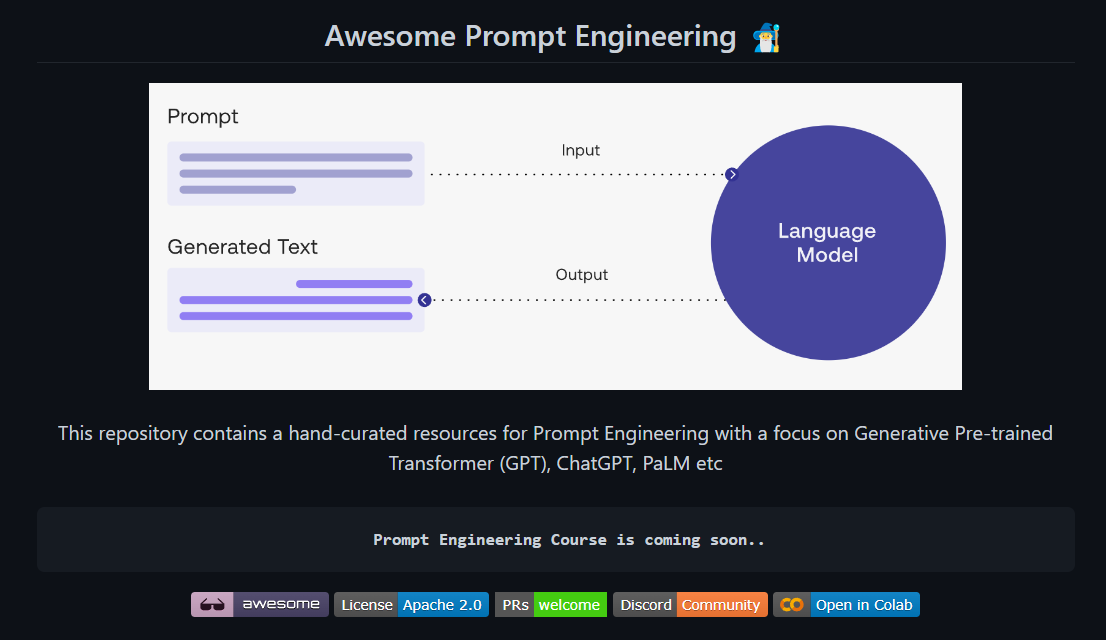 Awesome Prompt Engineering 🧙‍♂️
Prompt
Input
Language
Model
Generated Text
Output
This repository contains a hand-curated resources for Prompt Engineering with a focus on Generative Pre-trained
Transformer (GPT), ChatGPT, PaLM etc
Prompt Engineering Course is coming soon..
awesome License Apache 2.0 PRs welcome Discord Community Open in Colab